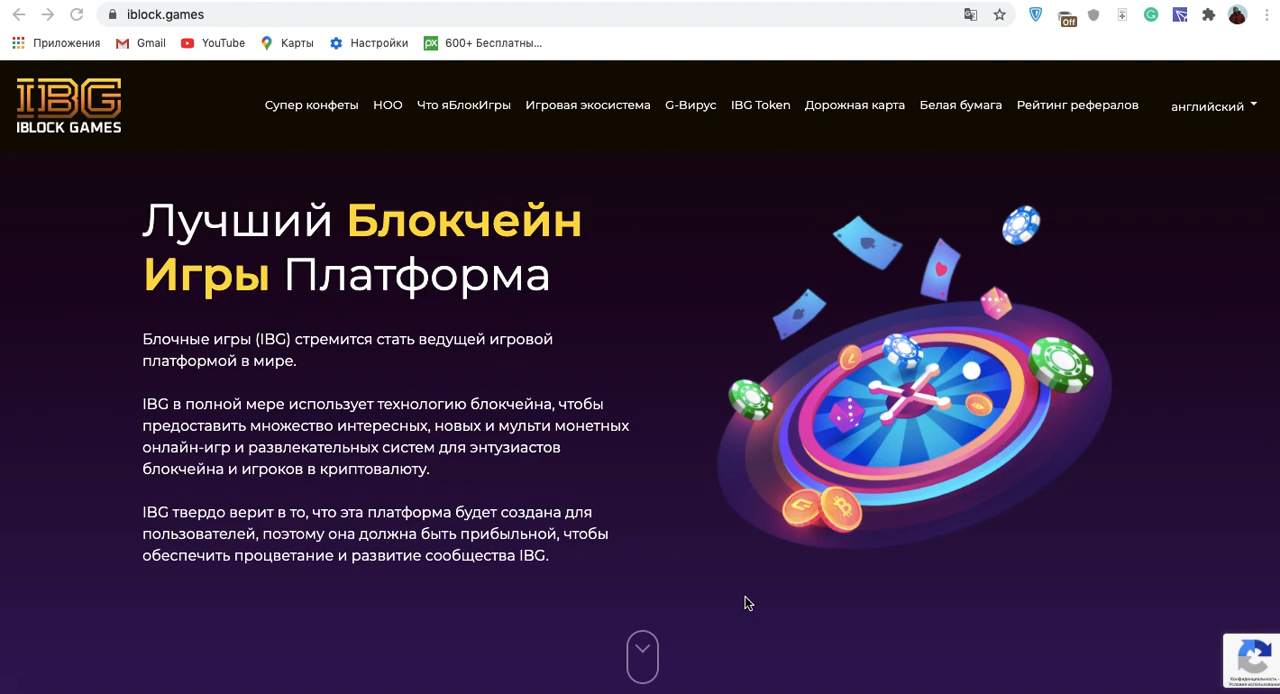 iblock.games
Off
Приложения
Gmail
YouTube
Карты
Настройки
600+ Бесплатны...
IBG
IBLOCK GAMES
Супер конфеты
НОО
Что яБлокИгры
Игровая экосистема
G-Вирус
IBG Token
Дорожная карта
Белая бумага
Рейтинг рефералов
английский
Лучший Блокчейн
Игры Платформа
Блочные игры (IBG) стремится стать ведущей игровой
платформой в мире.
IBG в полной мере использует технологию блокчейна, чтобы
предоставить множество интересных, новых и мульти монетных
онлайн-игр и развлекательных систем для энтузиастов
блокчейна и игроков в криптовалюту.
IBG твердо верит в то, что эта платформа будет создана для
пользователей, поэтому она должна быть прибыльной, чтобы
обеспечить процветание и развитие сообщества IBG.
Конфиденциальность -
Условия использования